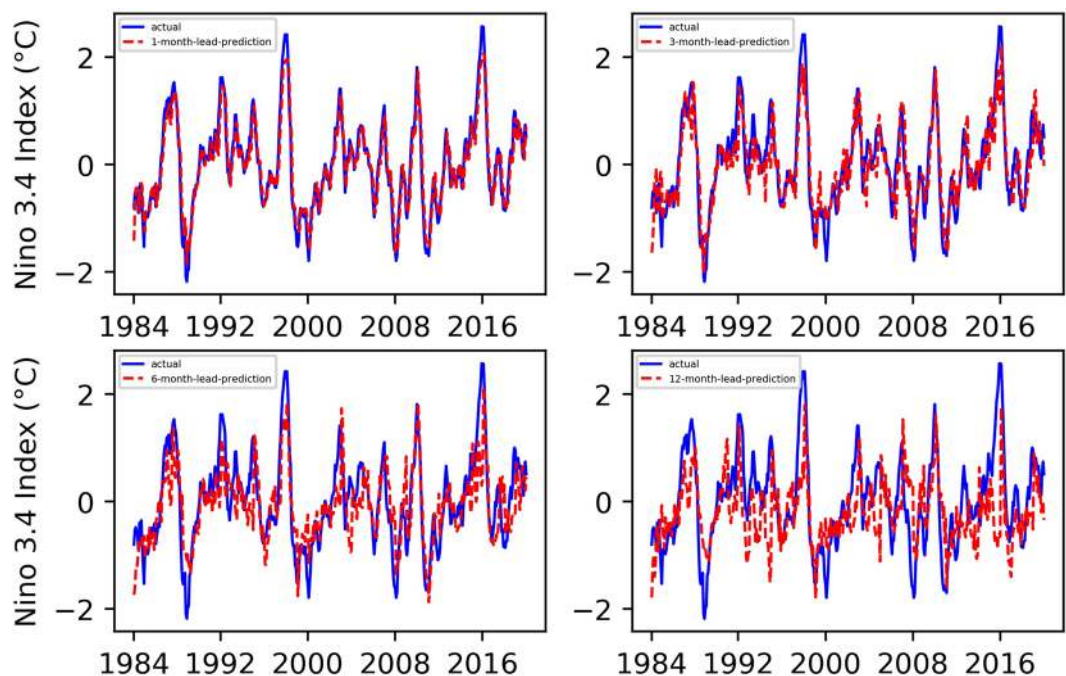 actual
1-month-lead-prediction
Nino 3.4 Index (°C)
2
0
−2
1984 1992 2000 2008 2016
actual
3-month-lead-prediction
2
0
−2
1984 1992 2000 2008 2016
actual
6-month-lead-prediction
Nino 3.4 Index (°C)
2
0
−2
1984 1992 2000 2008 2016
actual
12-month-lead-prediction
2
0
−2
1984 1992 2000 2008 2016